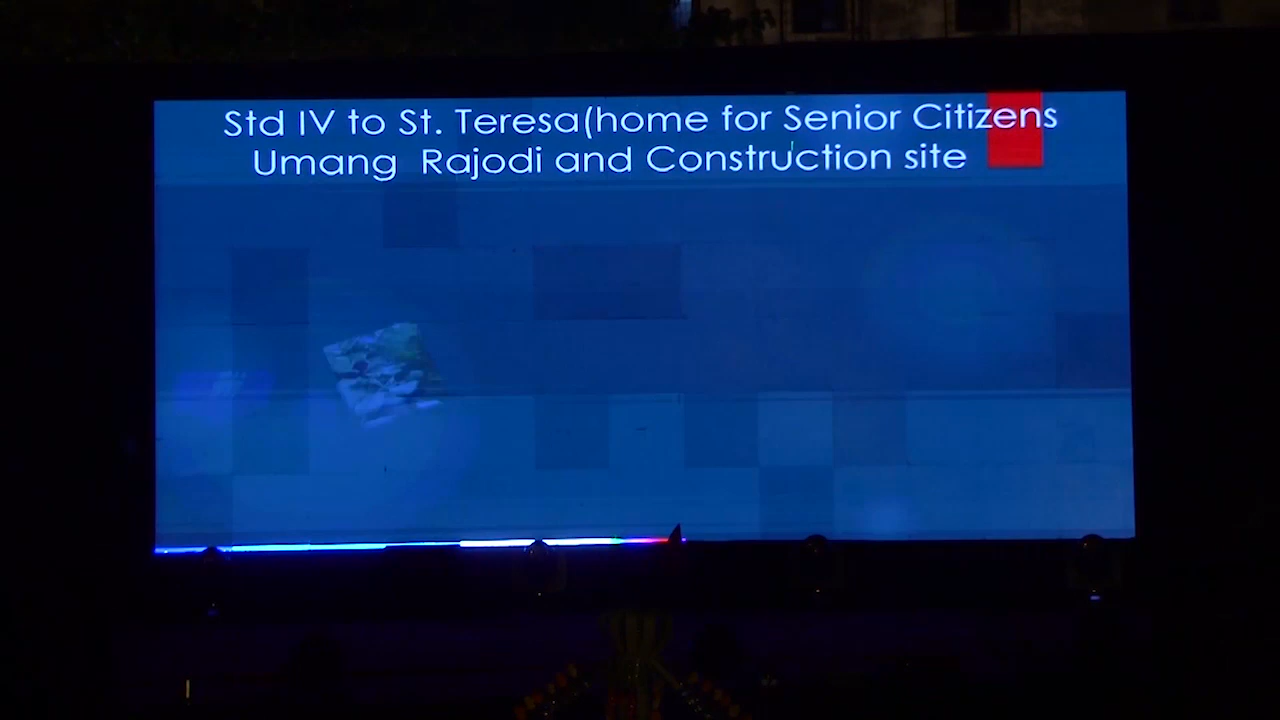 Std IV to St. Teresa(home for Senior Citizens
Umang Rajodi and Construction site